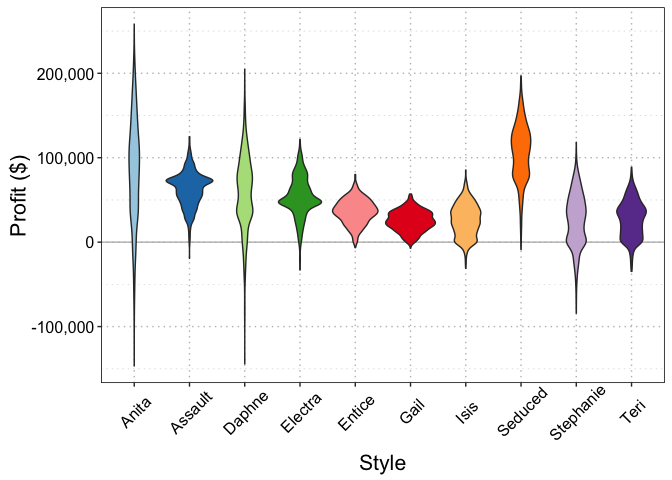 200,000
100,000
0
-100,000
Profit ($)
Anita
Assault
Daphne
Electra
Entice
Gail
Isis
Seduced
Stephanie
Teri
Style